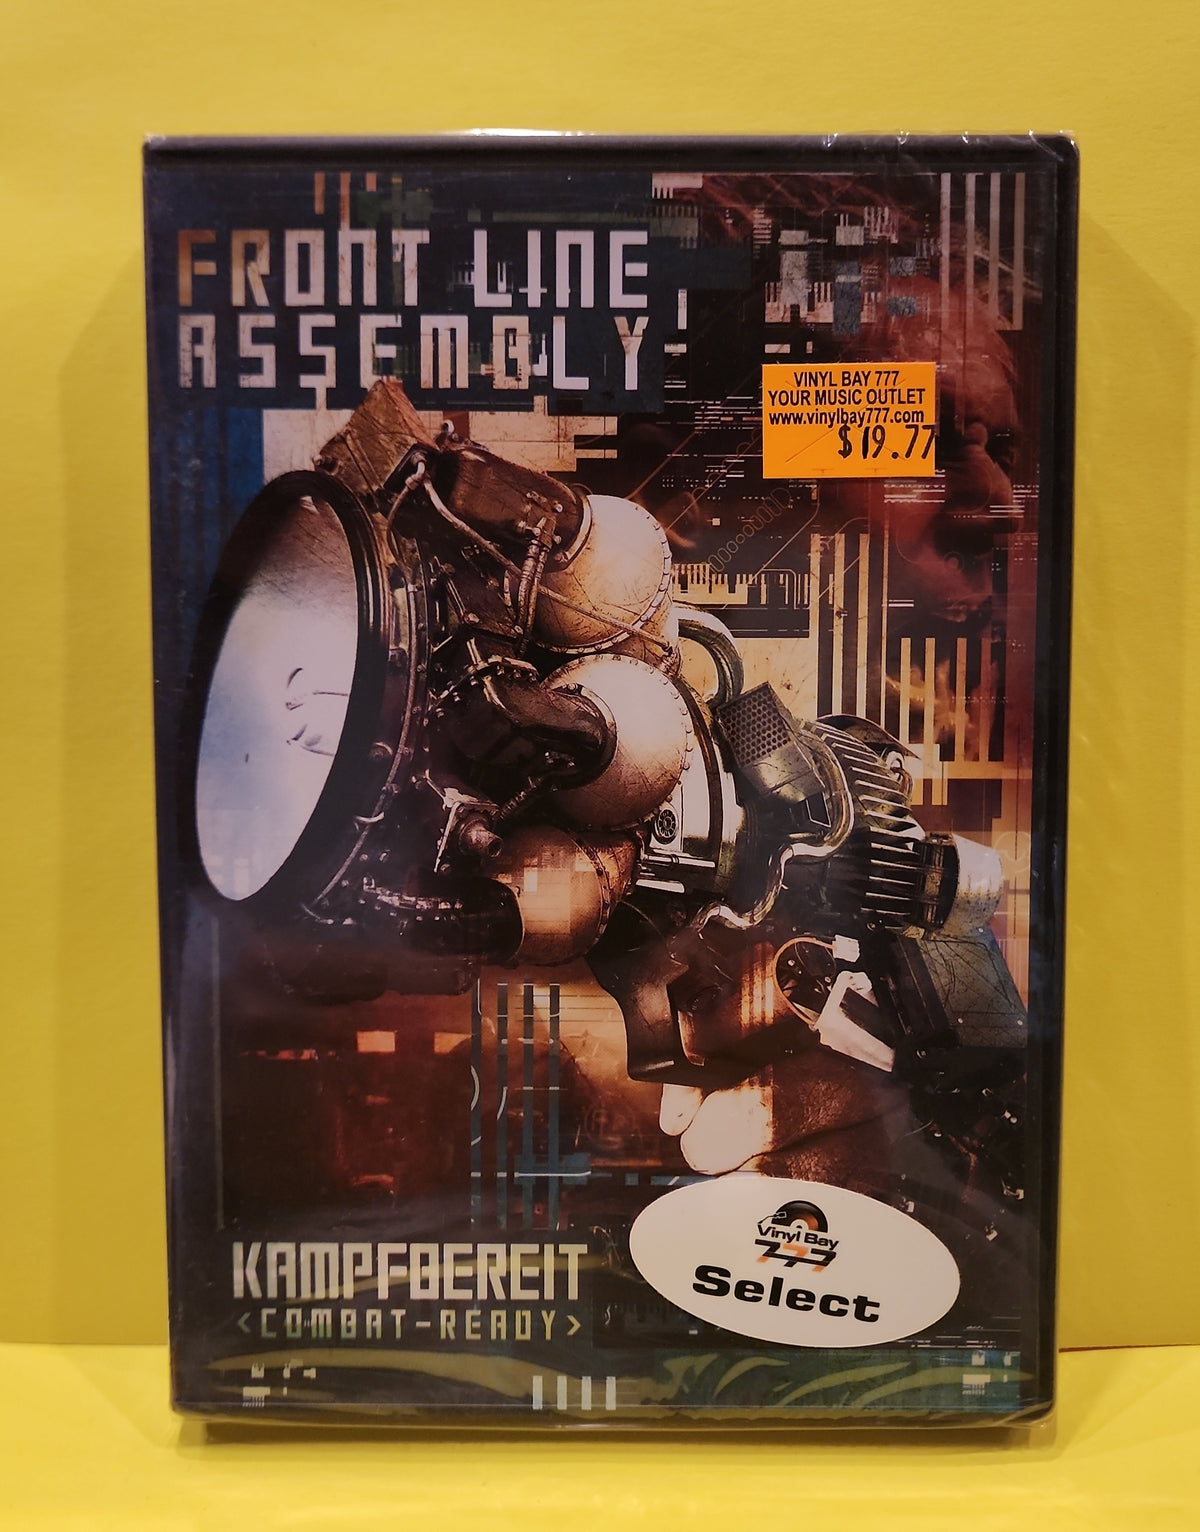 FRONT LINE
ASSEMBLY
VINYL BAY 777
YOUR MUSIC OUTLET
www.vinylbay777.com
$19.77
KAMPFBEREIT
<COMBAT-READY>
Vinyl Bay
777
Select